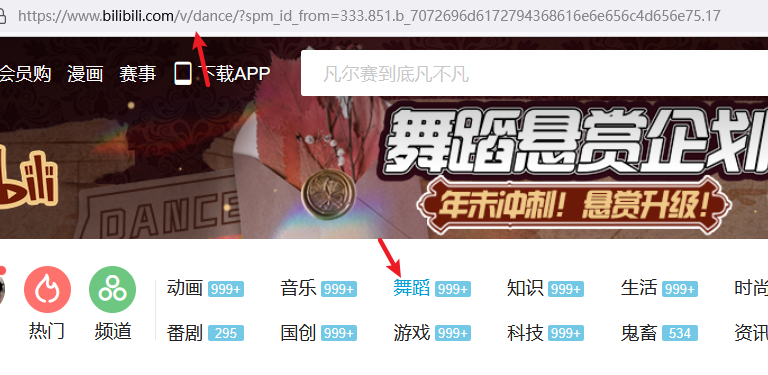 https://www.bilibili.com/v/dance/?spm_id_from=333.851.b_7072696d6172794368616e6e656c4d656e75.17
会员购 漫画 赛事 下载APP 凡尔赛到底凡不凡
舞蹈悬赏企划
bili DANCE
年末冲刺！悬赏升级！
动画 999+ 音乐 999+ 舞蹈 999+ 知识 999+ 生活 999+ 时尚
热门 频道
番剧 295 国创 999+ 游戏 999+ 科技 999+ 鬼畜 534 资讯